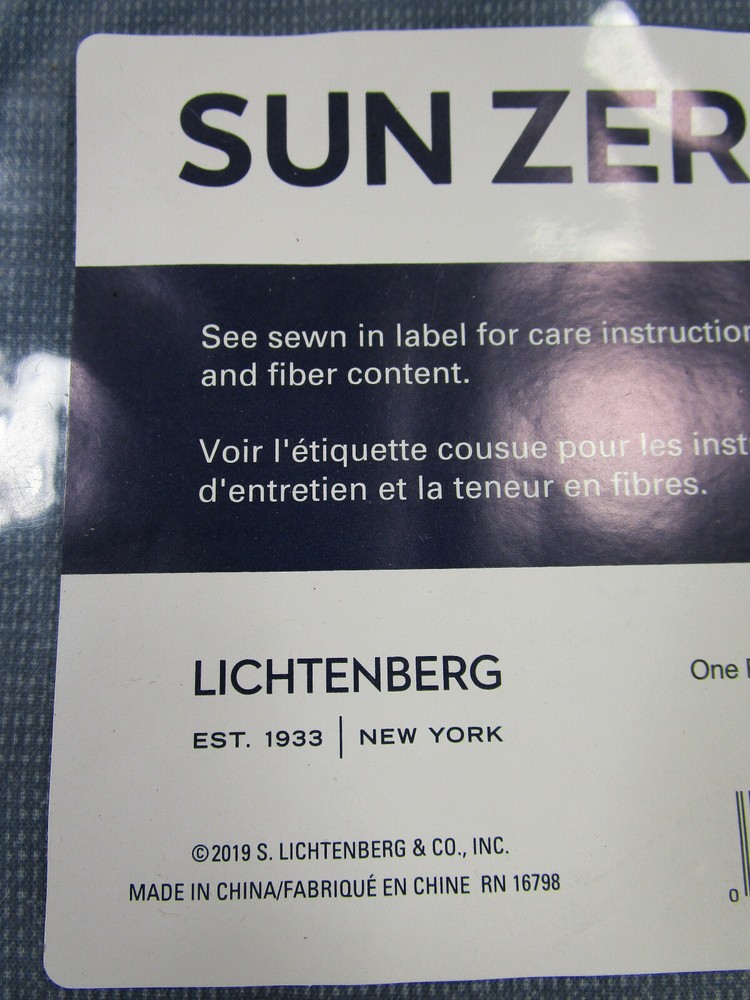 SUN ZER
See sewn in label for care instruction
and fiber content.
Voir l'étiquette cousue pour les inst
d'entretien et la teneur en fibres.
LICHTENBERG
EST. 1933 | NEW YORK
One
©2019 S. LICHTENBERG & CO., INC.
MADE IN CHINA/FABRIQUÉ EN CHINE RN 16798
0